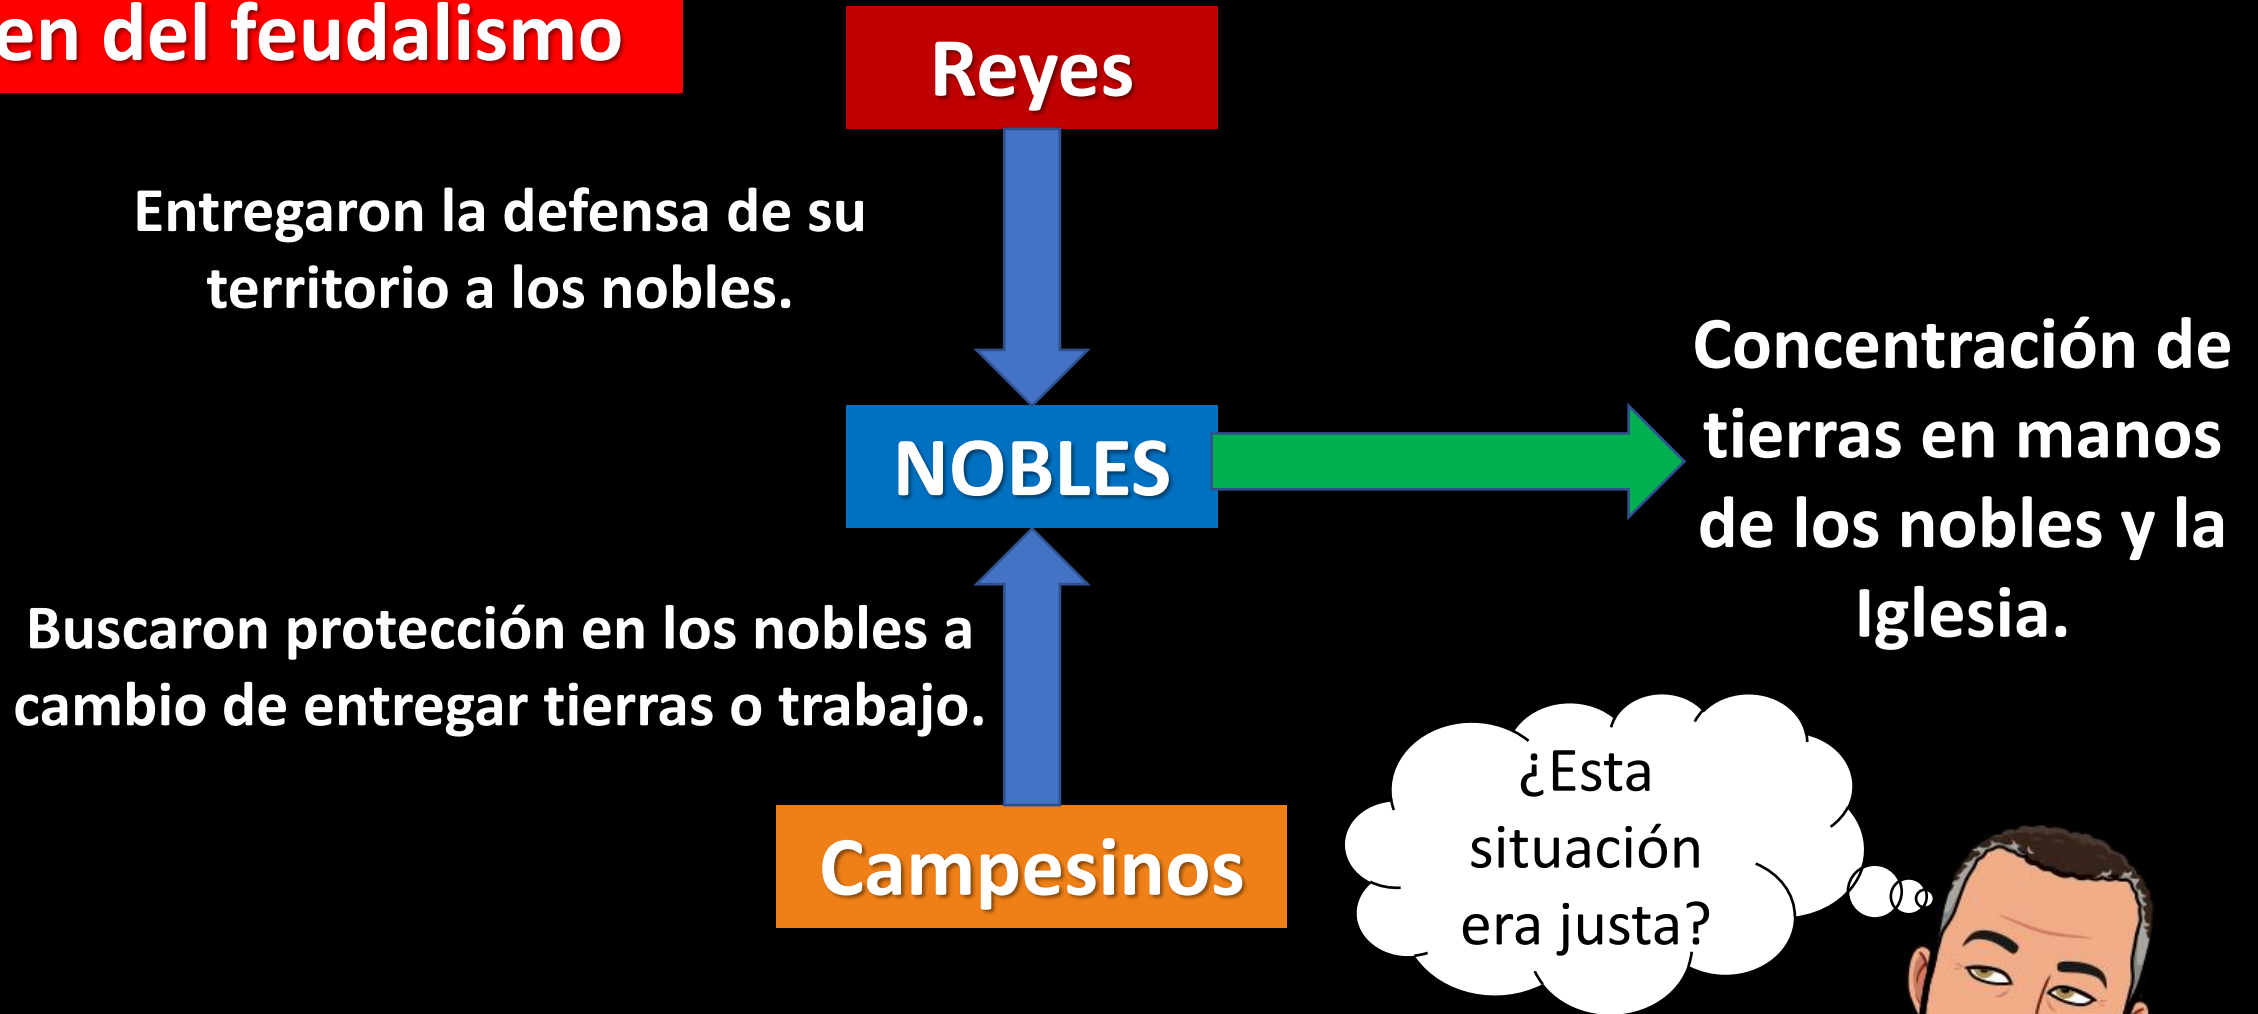 en del feudalismo
Reyes
Entregaron la defensa de su
territorio a los nobles.
NOBLES
Concentración de
tierras en manos
de los nobles y la
Iglesia.
Buscaron protección en los nobles a
cambio de entregar tierras o trabajo.
Campesinos
¿Esta
situación
era justa?